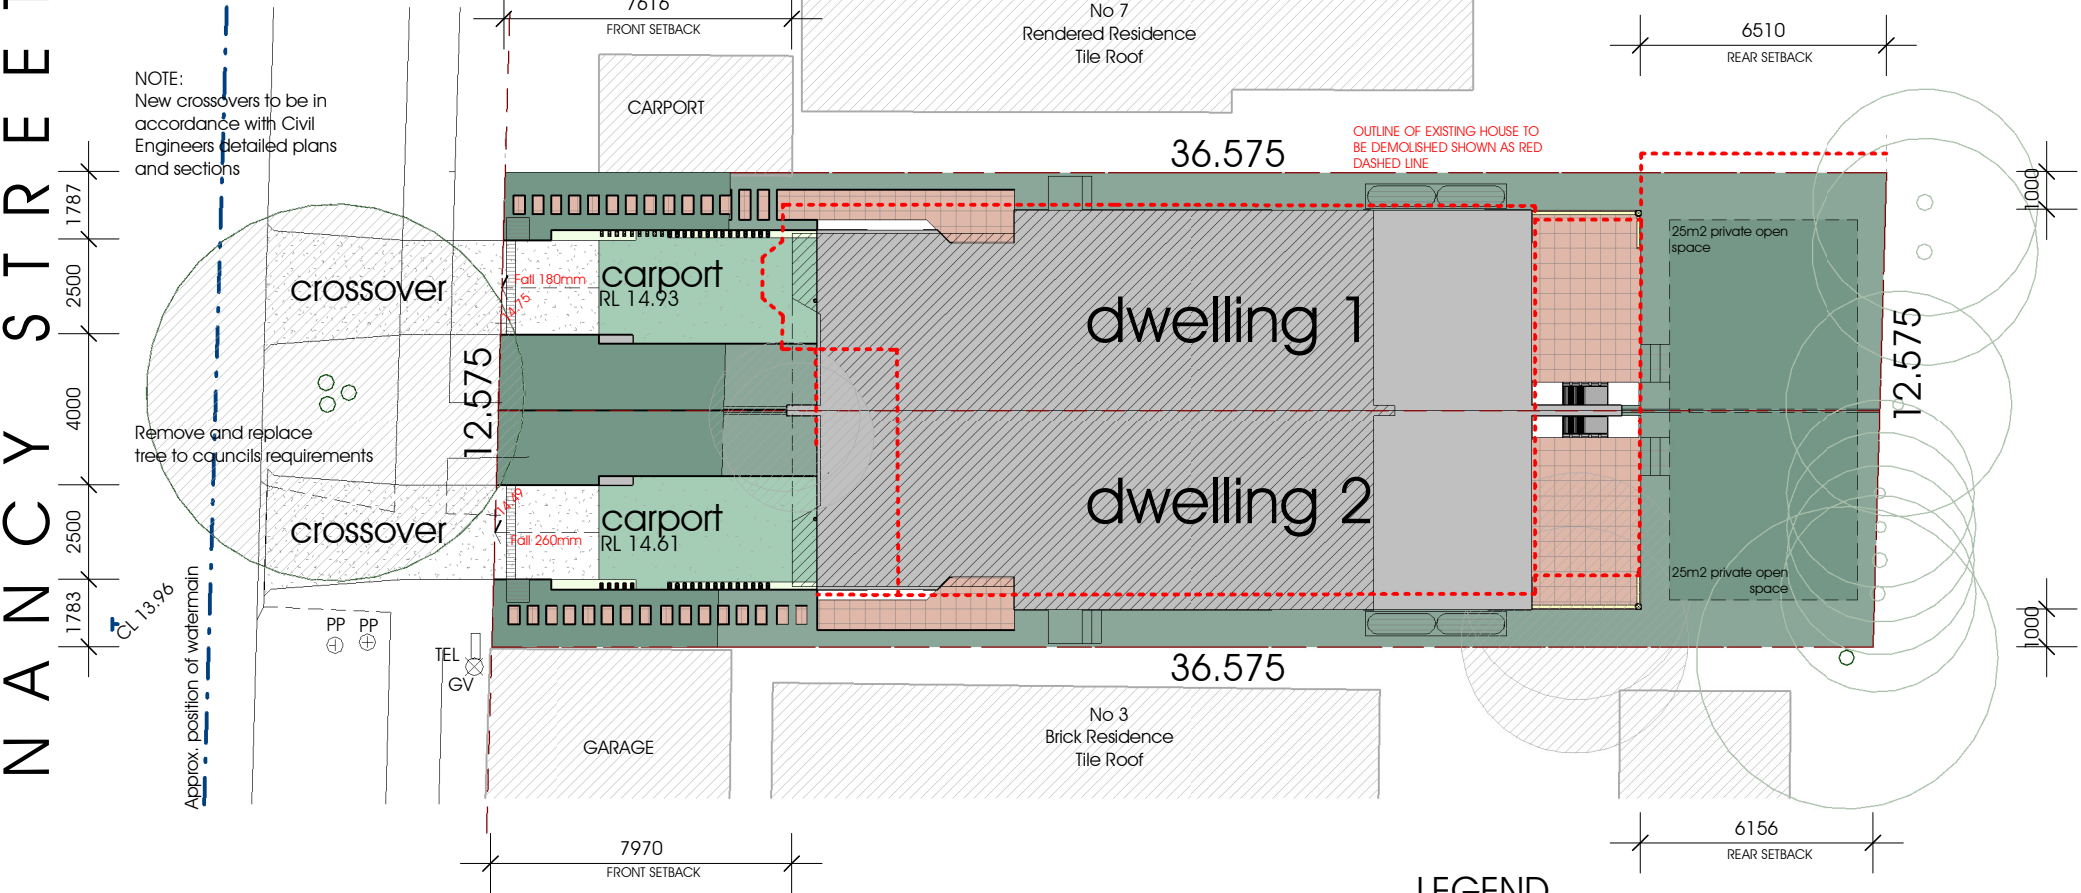 7616
FRONT SETBACK
No 7
Rendered Residence
Tile Roof
6510
REAR SETBACK
NANCY STREET
NOTE:
New crossovers to be in
accordance with Civil
Engineers detailed plans
and sections
CARPORT
36.575
OUTLINE OF EXISTING HOUSE TO
BE DEMOLISHED SHOWN AS RED
DASHED LINE
1787
2500
4000
2500
1783
1000
crossover
Fall 180mm
14.75
carport
RL 14.93
dwelling 1
25m2 private open
space
12.575
12.575
Remove and replace
tree to councils requirements
crossover
14.49
Fall 260mm
carport
RL 14.61
dwelling 2
25m2 private open
space
1000
CL 13.96
Approx. position of watermain
PP
PP
TEL
GV
36.575
GARAGE
No 3
Brick Residence
Tile Roof
7970
FRONT SETBACK
6156
REAR SETBACK
LEGEND